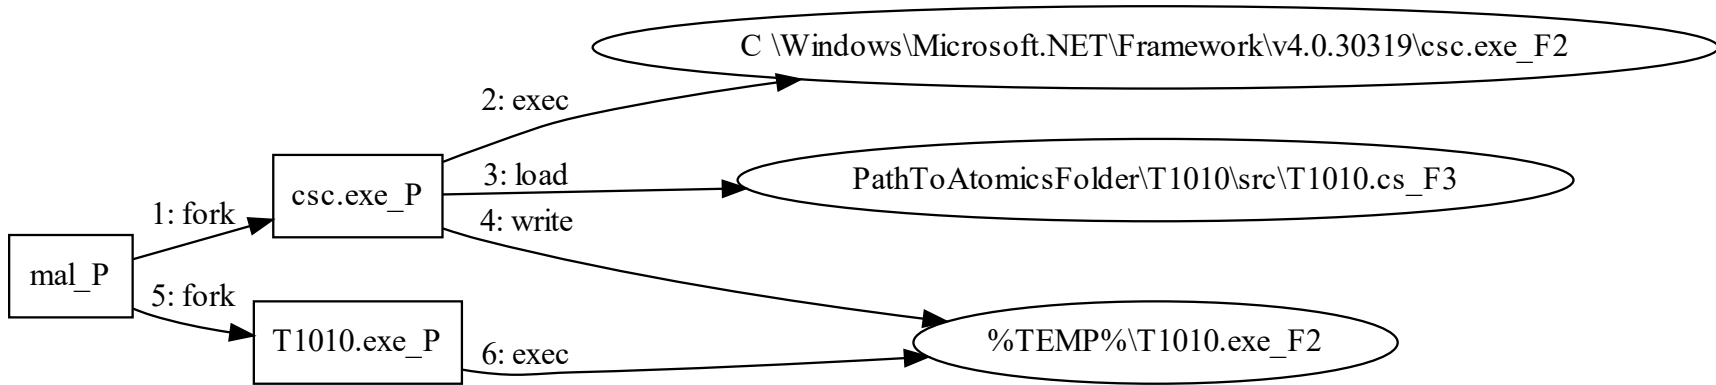 C \Windows\Microsoft.NET\Framework\v4.0.30319\csc.exe_F2
2: exec
3: load
PathToAtomicsFolder\T1010\src\T1010.cs_F3
csc.exe_P
1: fork
4: write
mal_P
5: fork
T1010.exe_P
6: exec
%TEMP%\T1010.exe_F2